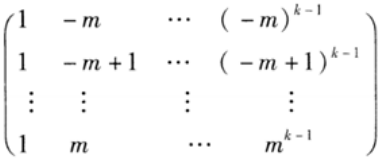 1 −m ⋯ (−m)^{k−1}
1 −m+1 ⋯ (−m+1)^{k−1}
⋮ ⋮ ⋮ ⋮
1 m ⋯ m^{k−1}